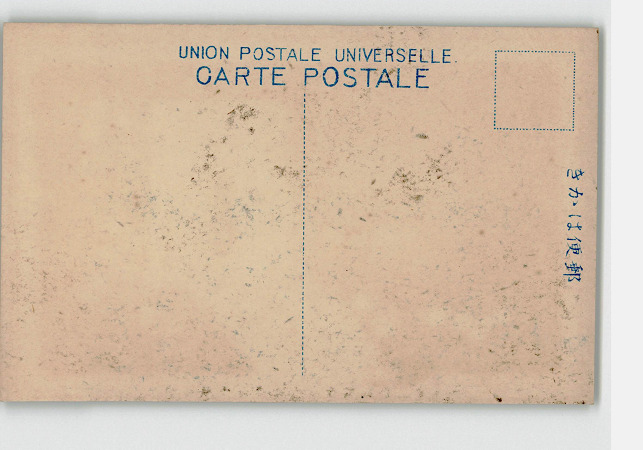 UNION POSTALE UNIVERSELLE.
CARTE POSTALE
郵便はかき